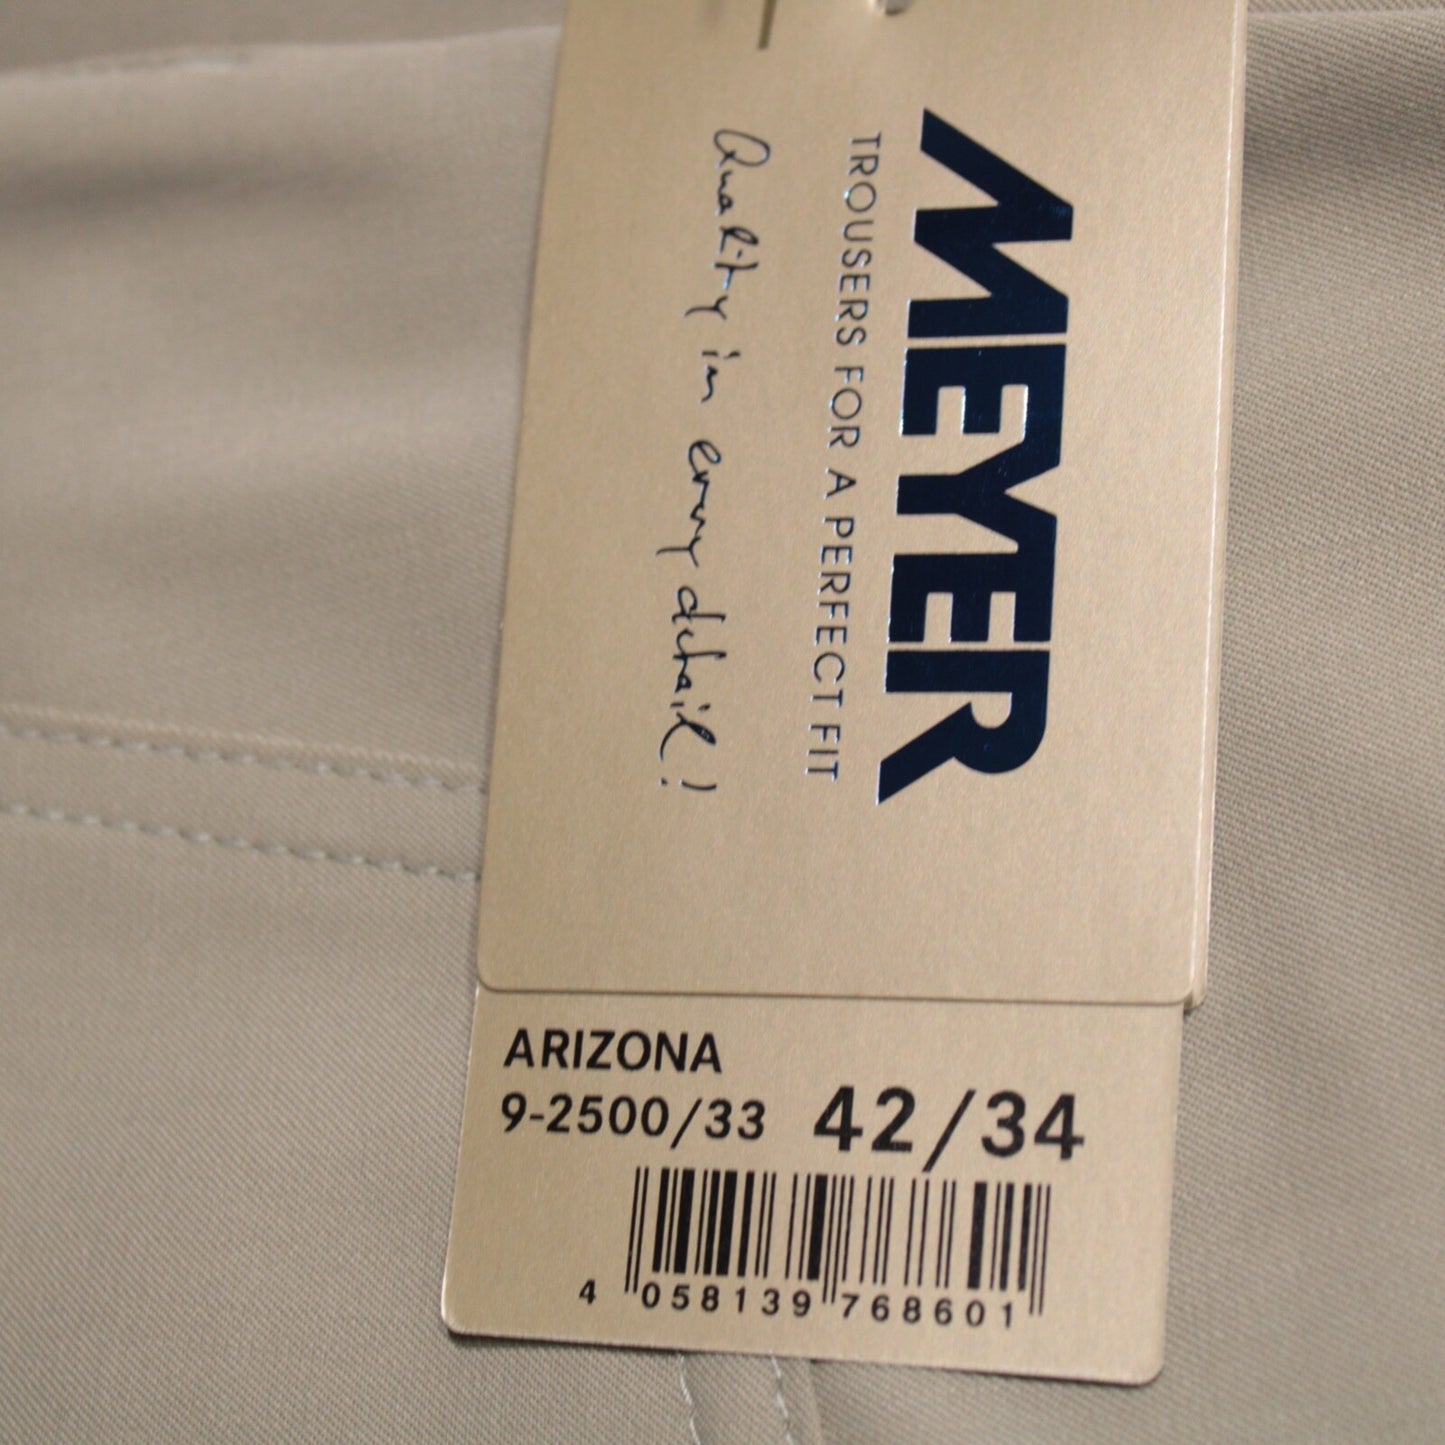 MEYER
TROUSERS FOR A PERFECT FIT
Quality in every detail!
ARIZONA
9-2500/33 42/34
4 058139 768601